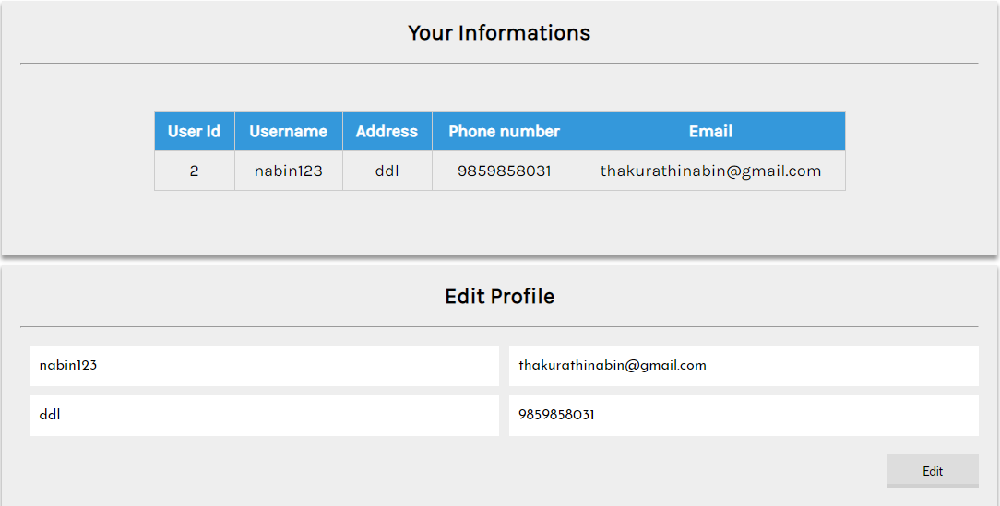 Your Informations
User Id Username Address Phone number Email
2 nabin123 ddl 9859858031 thakurathinabin@gmail.com
Edit Profile
nabin123 thakurathinabin@gmail.com
ddl 9859858031
Edit